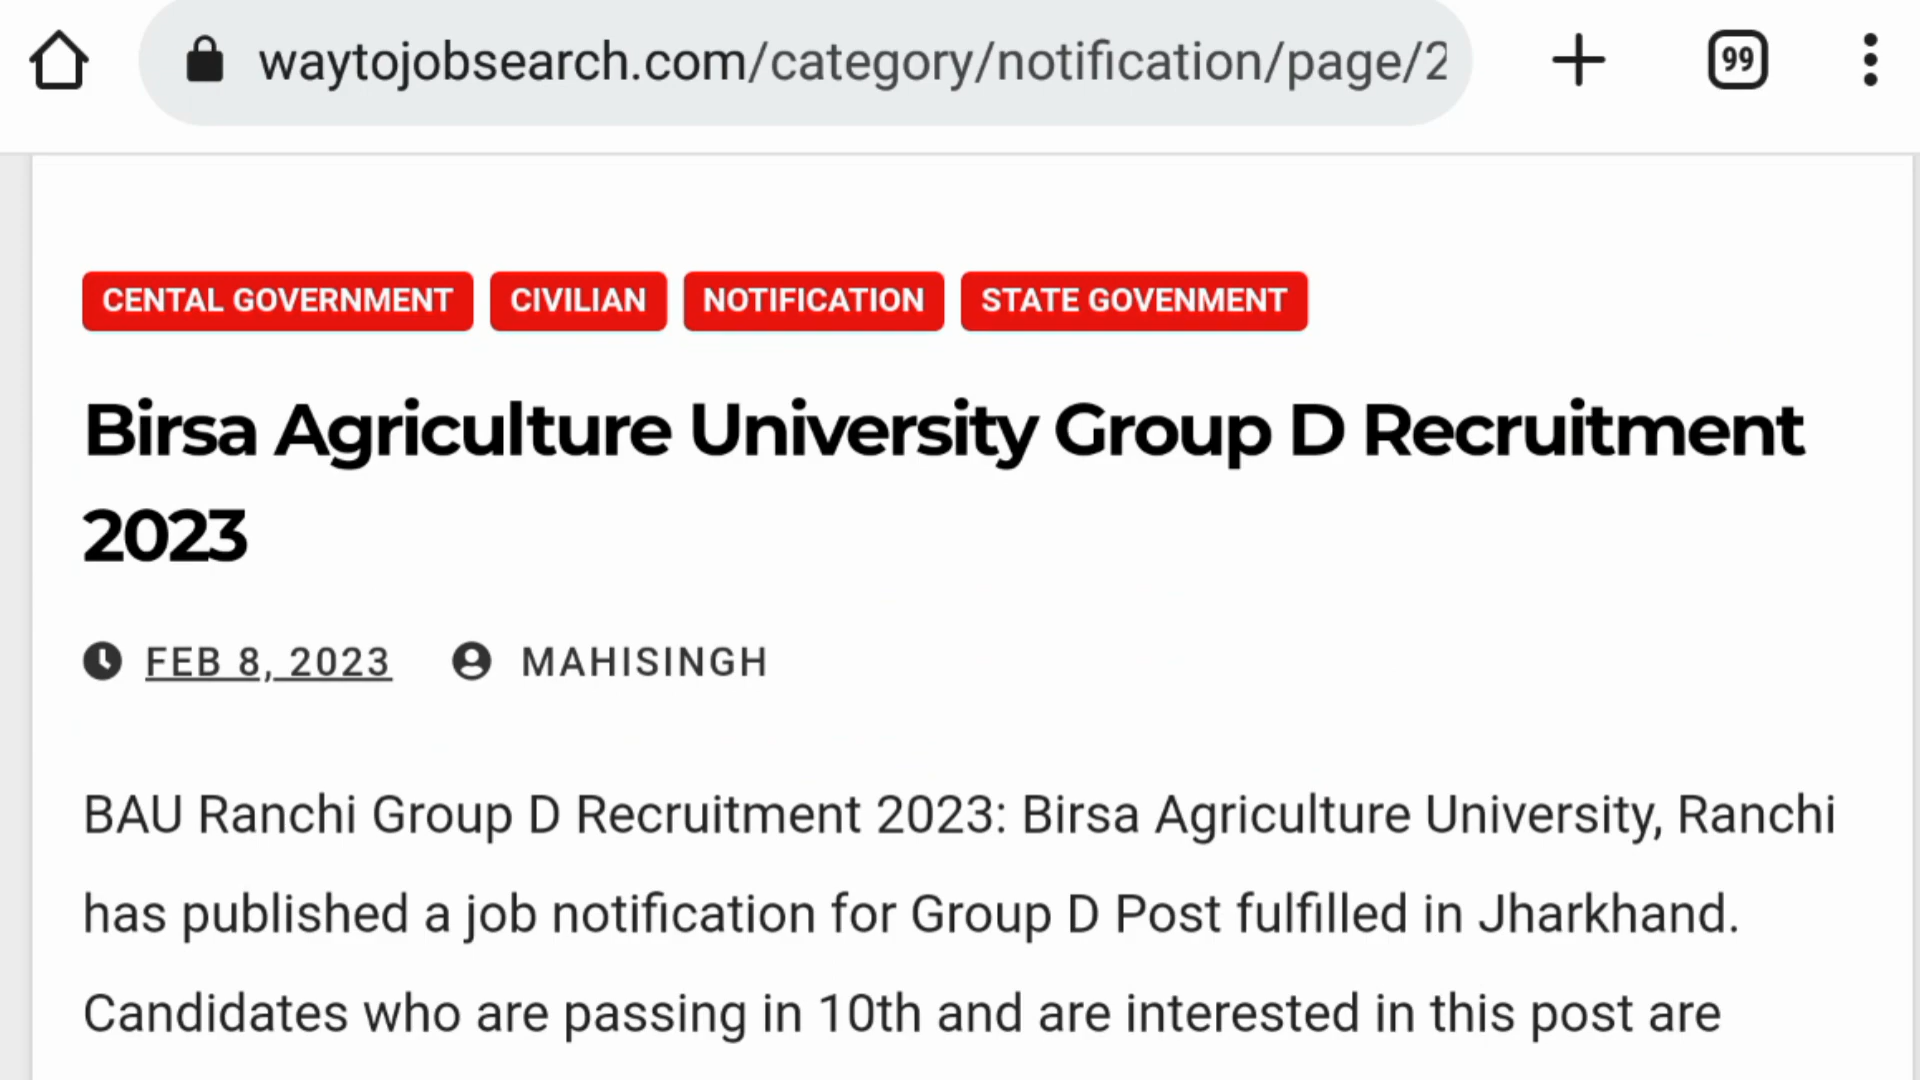 waytojobsearch.com/category/notification/page/2
99
CENTAL GOVERNMENT CIVILIAN NOTIFICATION STATE GOVENMENT
Birsa Agriculture University Group D Recruitment
2023
FEB 8, 2023 MAHISINGH
BAU Ranchi Group D Recruitment 2023: Birsa Agriculture University, Ranchi
has published a job notification for Group D Post fulfilled in Jharkhand.
Candidates who are passing in 10th and are interested in this post are